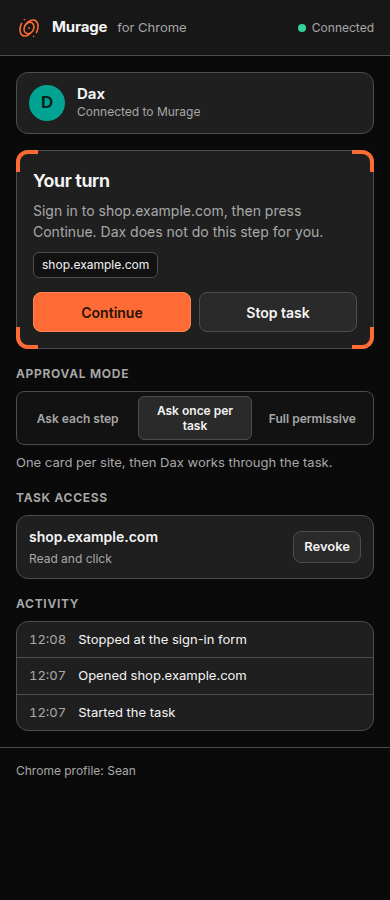 Murage for Chrome
Connected
D
Dax
Connected to Murage
Your turn
Sign in to shop.example.com, then press
Continue. Dax does not do this step for you.
shop.example.com
Continue
Stop task
APPROVAL MODE
Ask each step
Ask once per
task
Full permissive
One card per site, then Dax works through the task.
TASK ACCESS
shop.example.com
Read and click
Revoke
ACTIVITY
12:08 Stopped at the sign-in form
12:07 Opened shop.example.com
12:07 Started the task
Chrome profile: Sean